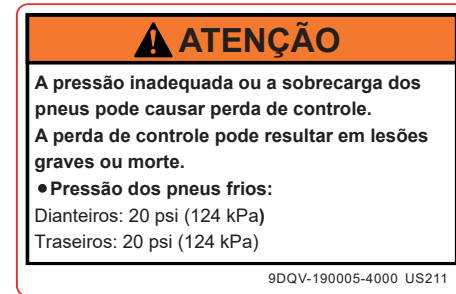 ATENÇÃO
A pressão inadequada ou a sobrecarga dos
pneus pode causar perda de controle.
A perda de controle pode resultar em lesões
graves ou morte.
●Pressão dos pneus frios:
Dianteiros: 20 psi (124 kPa)
Traseiros: 20 psi (124 kPa)
9DQV-190005-4000 US211